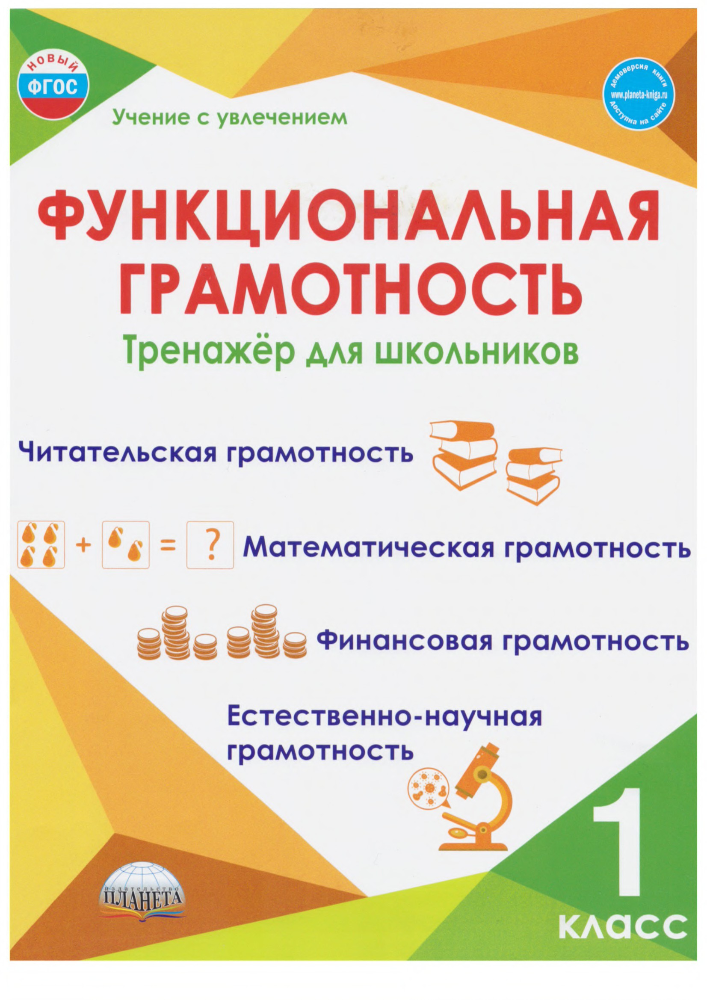 НОВЫЙ
ФГОС
демоверсия книги
www.planeta-kniga.ru
доступна на сайте
Учение с увлечением
ФУНКЦИОНАЛЬНАЯ
ГРАМОТНОСТЬ
Тренажёр для школьников
Читательская грамотность
+ = ? Математическая грамотность
Финансовая грамотность
Естественно-научная
грамотность
1
класс
издательство
ПЛАНЕТА